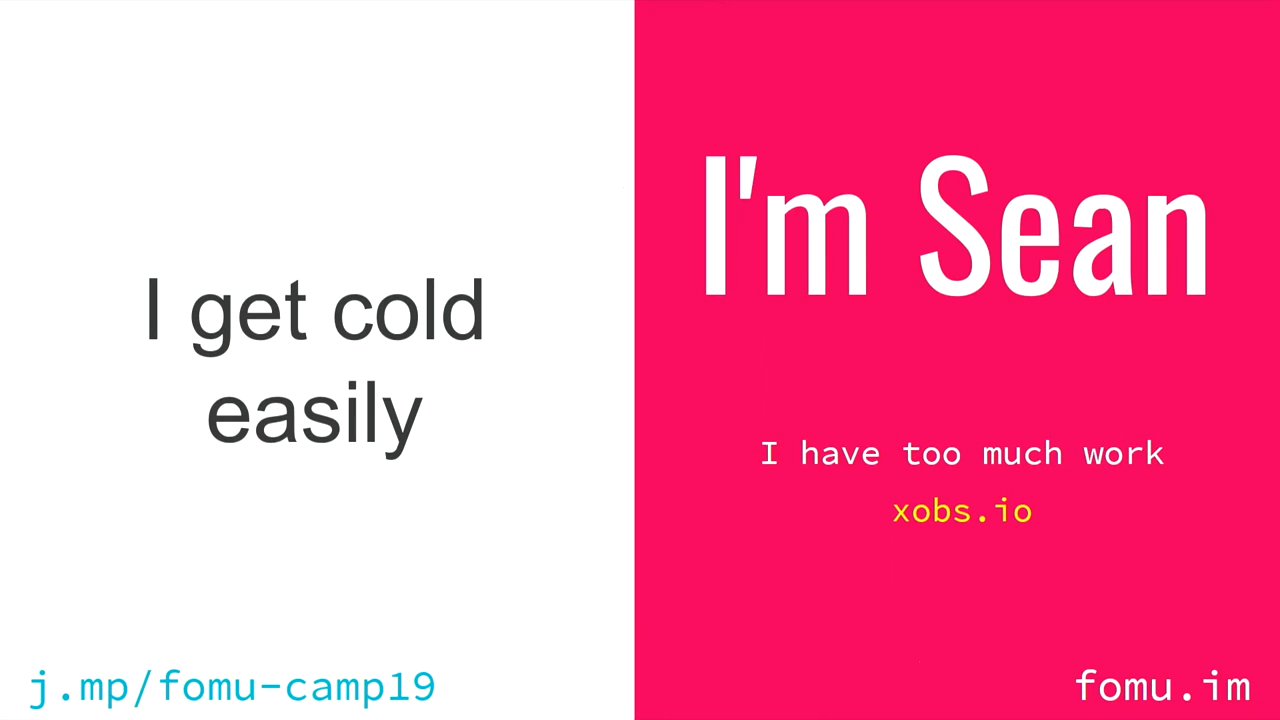 I get cold
easily
I'm Sean
I have too much work
xobs.io
j.mp/fomu-camp19
fomu.im